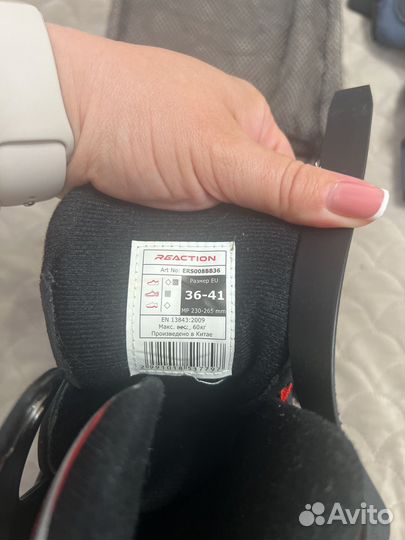 REACTION
Art No: ERS008BB36
Размер EU
36-41
MP 230-265 mm
EN 13843:2009
Макс. вес, 60кг
Произведено в Китае
Avito